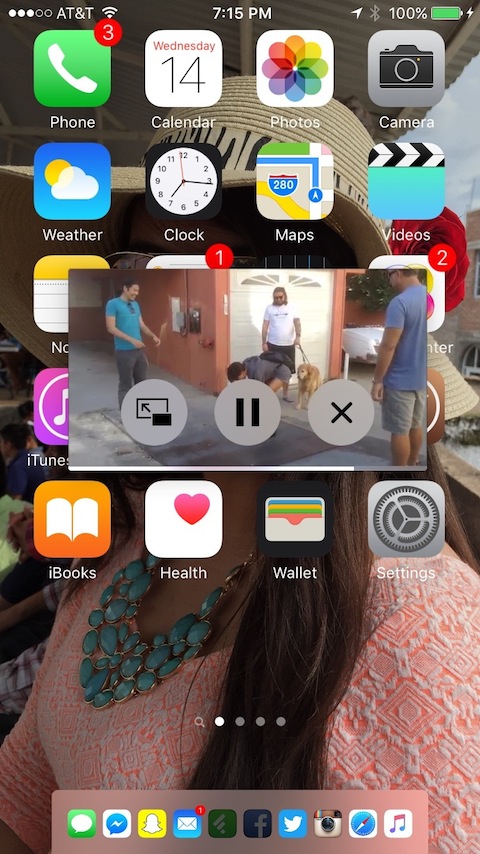 AT&T 7:15 PM 100%
3
Wednesday
14
Phone Calendar Photos Camera
280
Weather Clock Maps Videos
1 2
No nter
iTunes
iBooks Health Wallet Settings
1